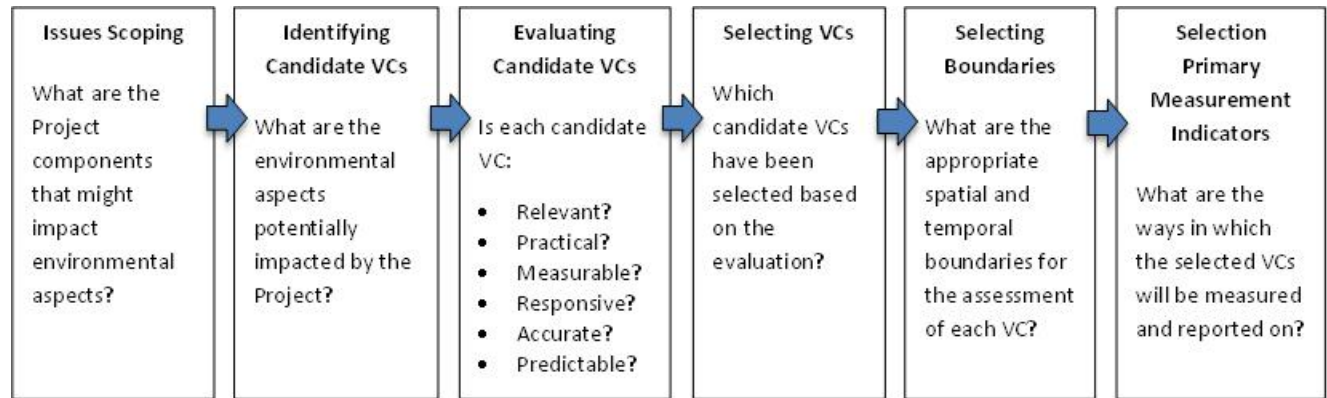 Issues Scoping
What are the
Project
components
that might
impact
environmental
aspects?
Identifying
Candidate VCs
What are the
environmental
aspects
potentially
impacted by the
Project?
Evaluating
Candidate VCs
Is each candidate
VC:
• Relevant?
• Practical?
• Measurable?
• Responsive?
• Accurate?
• Predictable?
Selecting VCs
Which
candidate VCs
have been
selected based
on the
evaluation?
Selecting
Boundaries
What are the
appropriate
spatial and
temporal
boundaries for
the assessment
of each VC?
Selection
Primary
Measurement
Indicators
What are the
ways in which
the selected VCs
will be measured
and reported on?